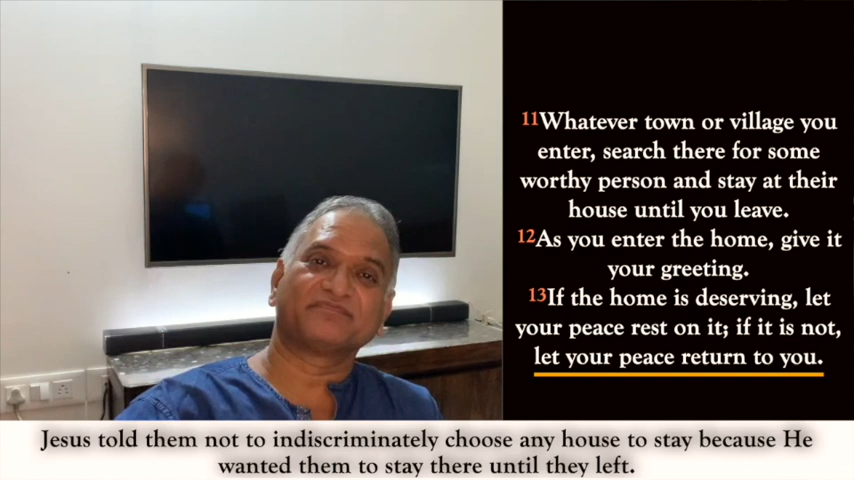 11Whatever town or village you
enter, search there for some
worthy person and stay at their
house until you leave.
12As you enter the home, give it
your greeting.
13If the home is deserving, let
your peace rest on it; if it is not,
let your peace return to you.
Jesus told them not to indiscriminately choose any house to stay because He
wanted them to stay there until they left.